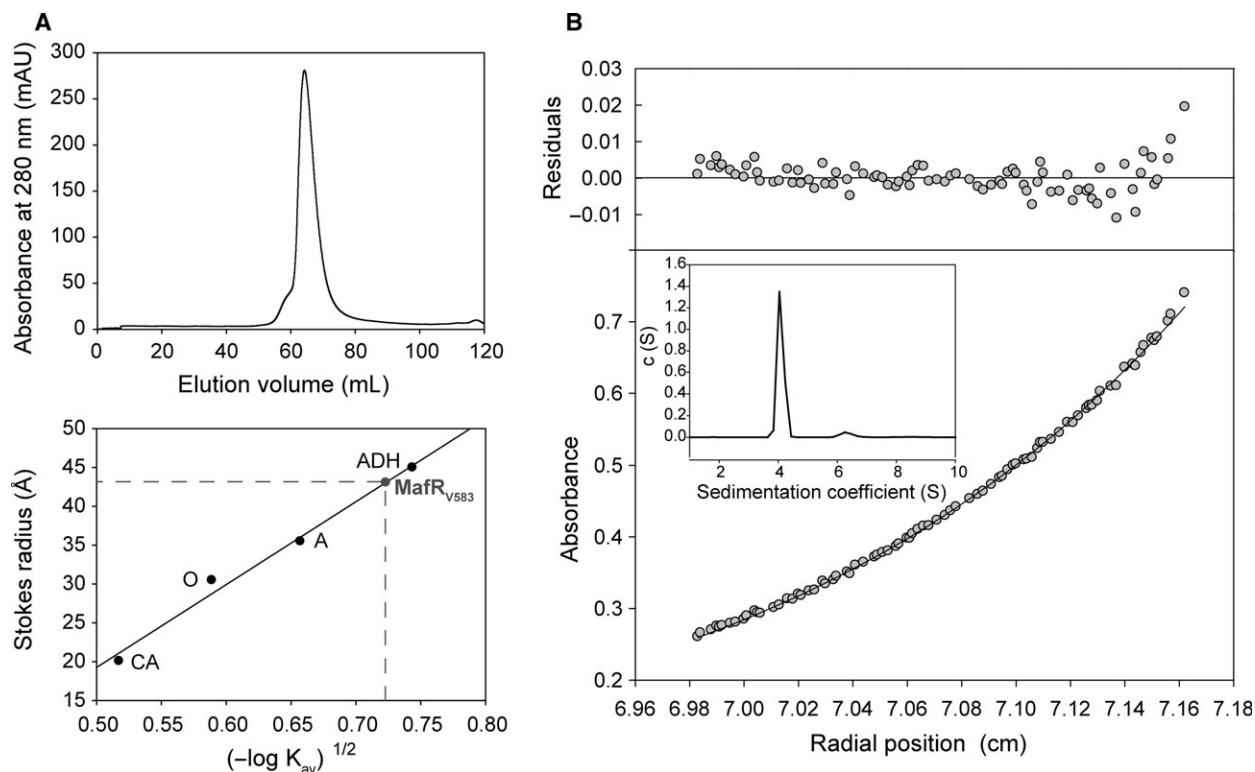 A
Absorbance at 280 nm (mAU)
300
250
200
150
100
50
0
0 20 40 60 80 100 120
Elution volume (mL)
Stokes radius (Å)
50
45
40
35
30
25
20
15
ADH
MafR V583
A
O
CA
0.50 0.60 0.70 0.74 0.80
(–log Kav) 1/2
B
Residuals
0.03
0.02
0.01
0.00
–0.01
c (S)
1.6
1.4
1.2
1.0
0.8
0.6
0.4
0.2
0.0
2 4 6 8 10
Sedimentation coefficient (S)
Absorbance
0.7
0.6
0.5
0.4
0.3
0.2
6.96 6.98 7.00 7.02 7.04 7.06 7.08 7.10 7.12 7.14 7.16 7.18
Radial position (cm)